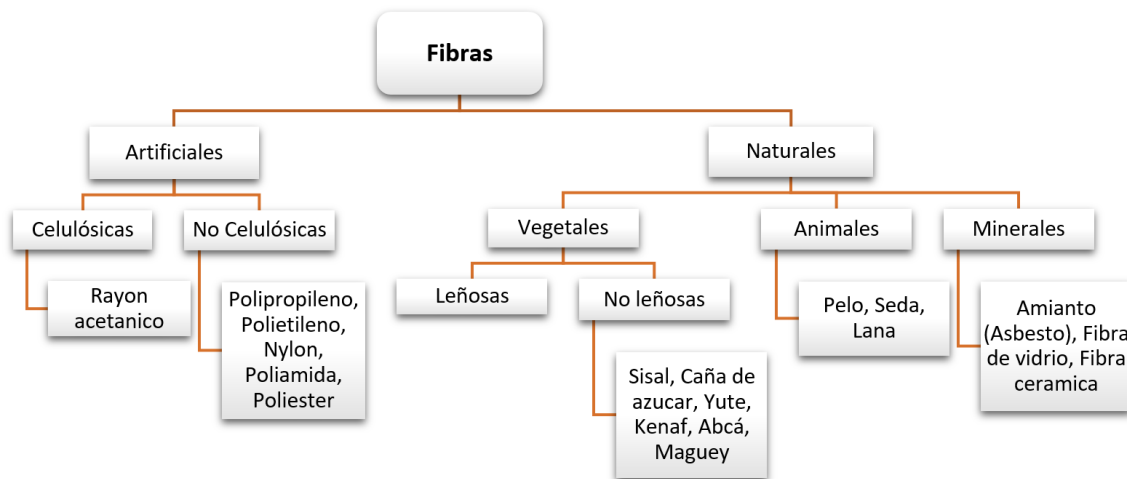 Fibras
Artificiales
Naturales
Celulósicas
No Celulósicas
Vegetales
Animales
Minerales
Rayon
acetanico
Polipropileno,
Polietileno,
Nylon,
Poliamida,
Poliester
Leñosas
No leñosas
Sisal, Caña de
azucar, Yute,
Kenaf, Abcá,
Maguey
Pelo, Seda,
Lana
Amianto
(Asbesto), Fibra
de vidrio, Fibra
ceramica